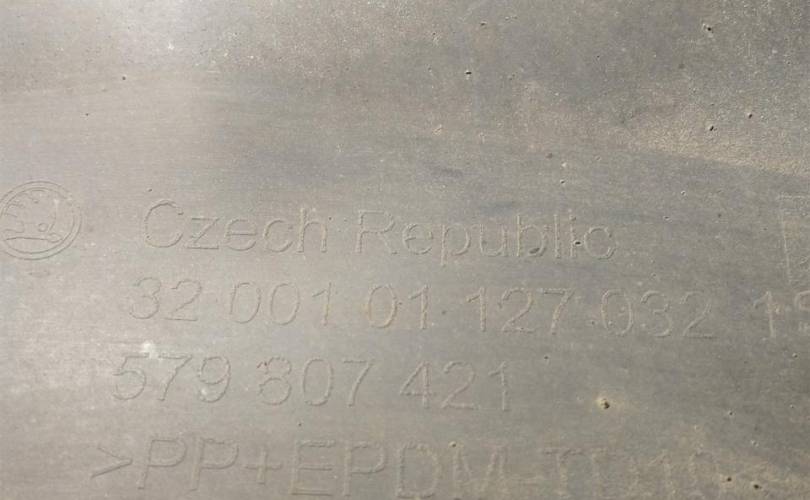 Czech Republic
32 001 01 127 032
579 807 421
>PP+EPDM